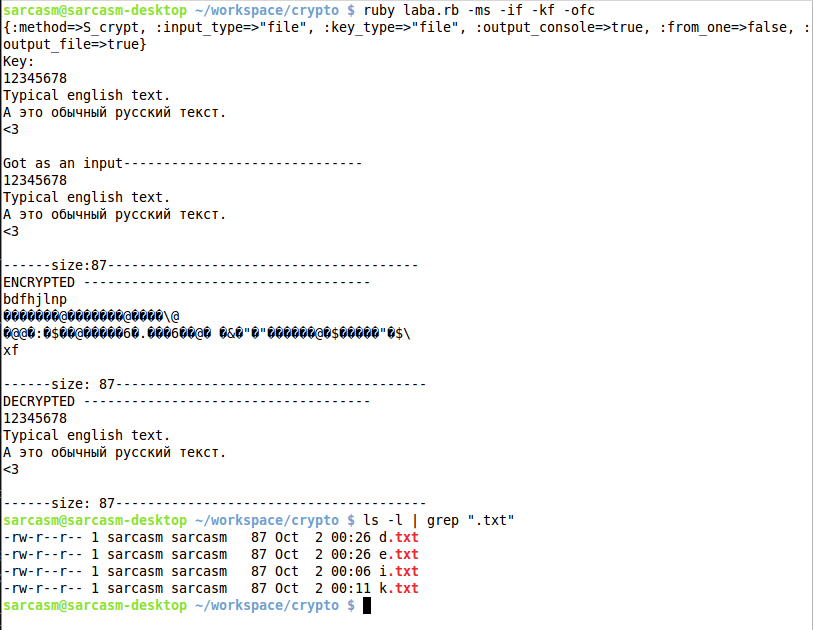 sarcasm@sarcasm-desktop ~/workspace/crypto $ ruby laba.rb -ms -if -kf -ofc
{:method=>S_crypt, :input_type=>"file", :key_type=>"file", :output_console=>true, :from_one=>false, :
output_file=>true}
Key:
12345678
Typical english text.
А это обычный русский текст.
<3
Got as an input------------------------------
12345678
Typical english text.
А это обычный русский текст.
<3
------size:87---------------------------------------
ENCRYPTED ------------------------------------
bdfhjlnp
�������@�������@����\@
�@@�:�$��@�����6�.���6��@� �&�"�"������@�$�����"�$\
xf
------size: 87---------------------------------------
DECRYPTED ------------------------------------
12345678
Typical english text.
А это обычный русский текст.
<3
------size: 87---------------------------------------
sarcasm@sarcasm-desktop ~/workspace/crypto $ ls -l | grep ".txt"
-rw-r--r-- 1 sarcasm sarcasm   87 Oct  2 00:26 d.txt
-rw-r--r-- 1 sarcasm sarcasm   87 Oct  2 00:26 e.txt
-rw-r--r-- 1 sarcasm sarcasm   87 Oct  2 00:06 i.txt
-rw-r--r-- 1 sarcasm sarcasm   87 Oct  2 00:11 k.txt
sarcasm@sarcasm-desktop ~/workspace/crypto $